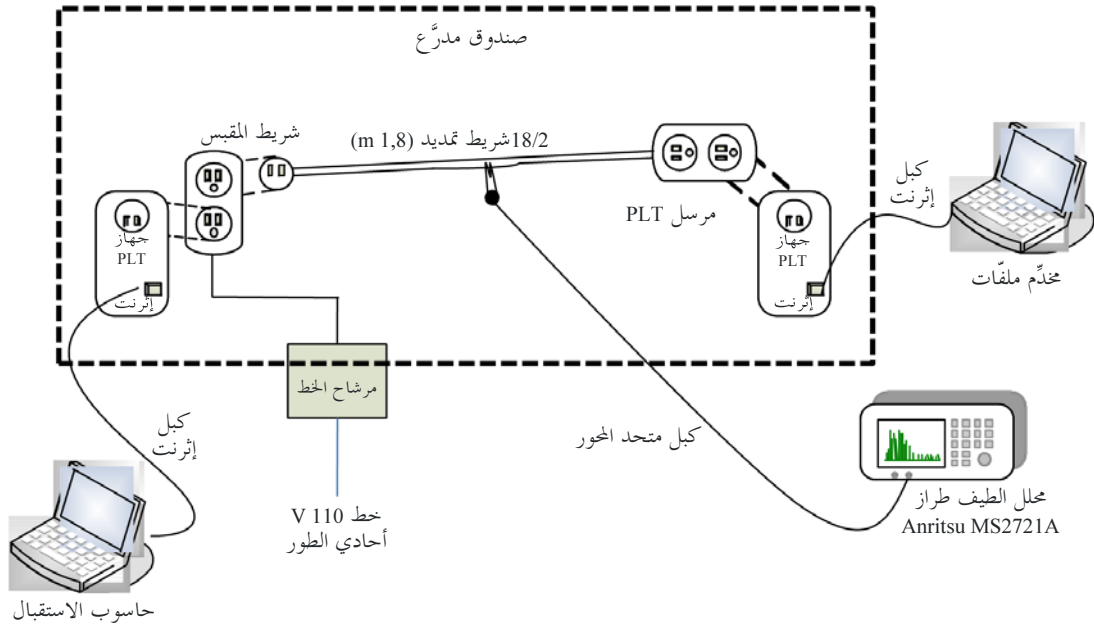 صندوق مدرَّع
شريط المقبس
18/2شريط تمديد (m 1,8)
كبل
إثرنت
مرسل PLT
جهاز
PLT
إثرنت
جهاز
PLT
إثرنت
مخدِّم ملفّات
مرشاح الخط
كبل
إثرنت
كبل متحد المحور
خط V 110
أحادي الطور
محلل الطيف طراز
Anritsu MS2721A
حاسوب الاستقبال